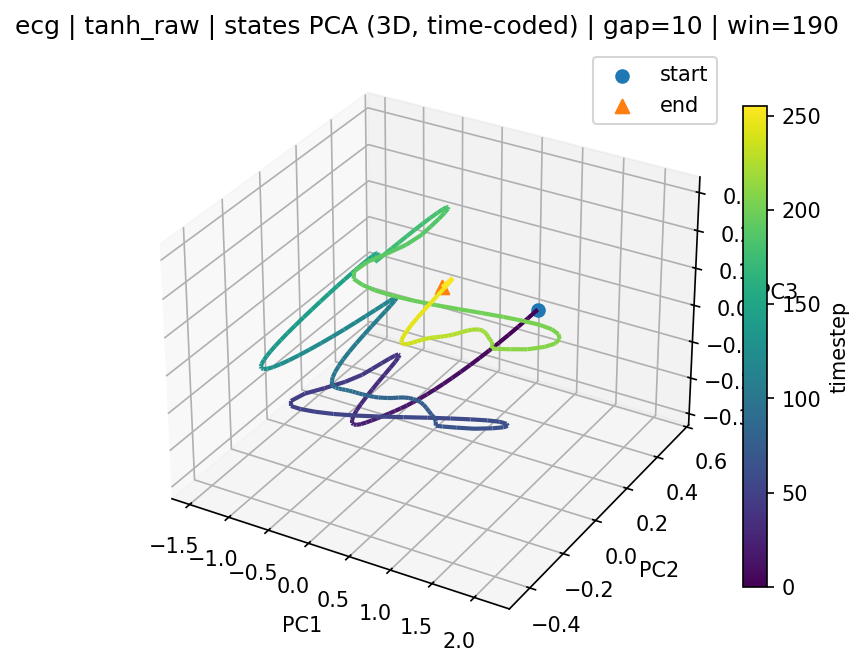 ecg | tanh_raw | states PCA (3D, time-coded) | gap=10 | win=190
start
end
250
200
150
100
50
0
timestep
PC3
0.6
0.4
0.2
0.0
−0.2
−0.4
PC2
−1.5
−1.0
−0.5
0.0
0.5
1.0
1.5
2.0
PC1